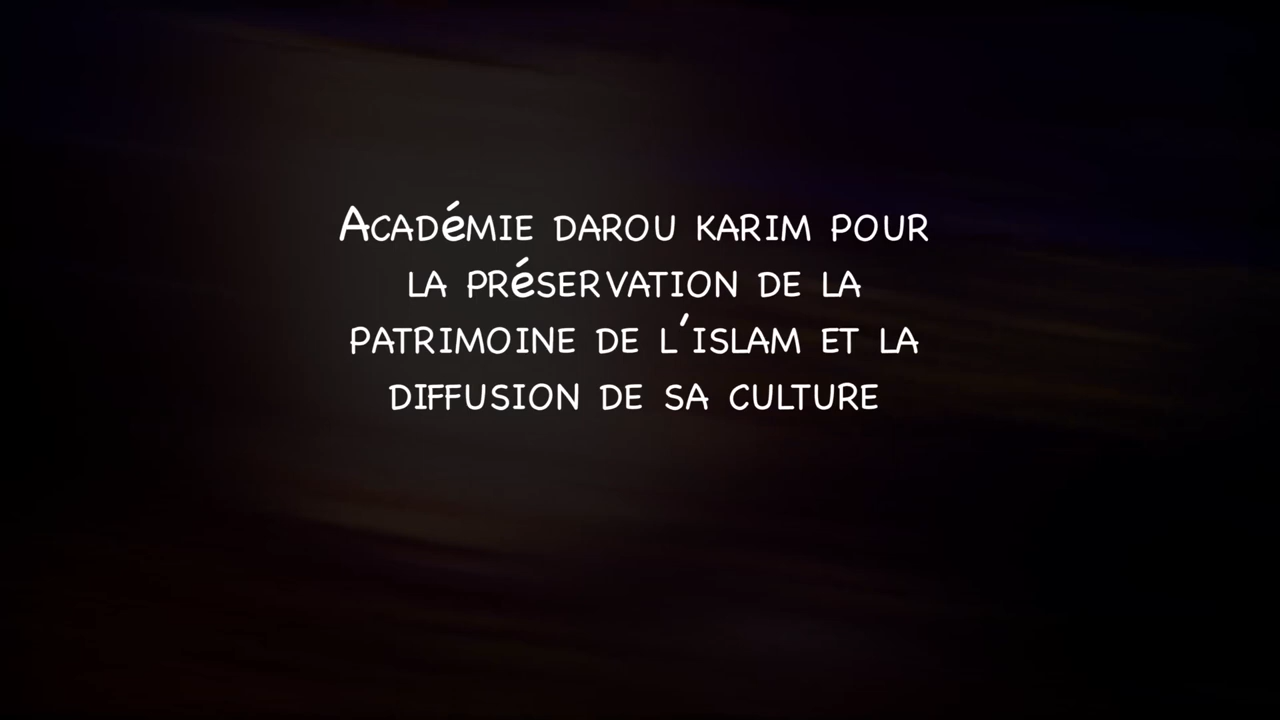 Académie darou karim pour
la préservation de la
patrimoine de l'islam et la
diffusion de sa culture